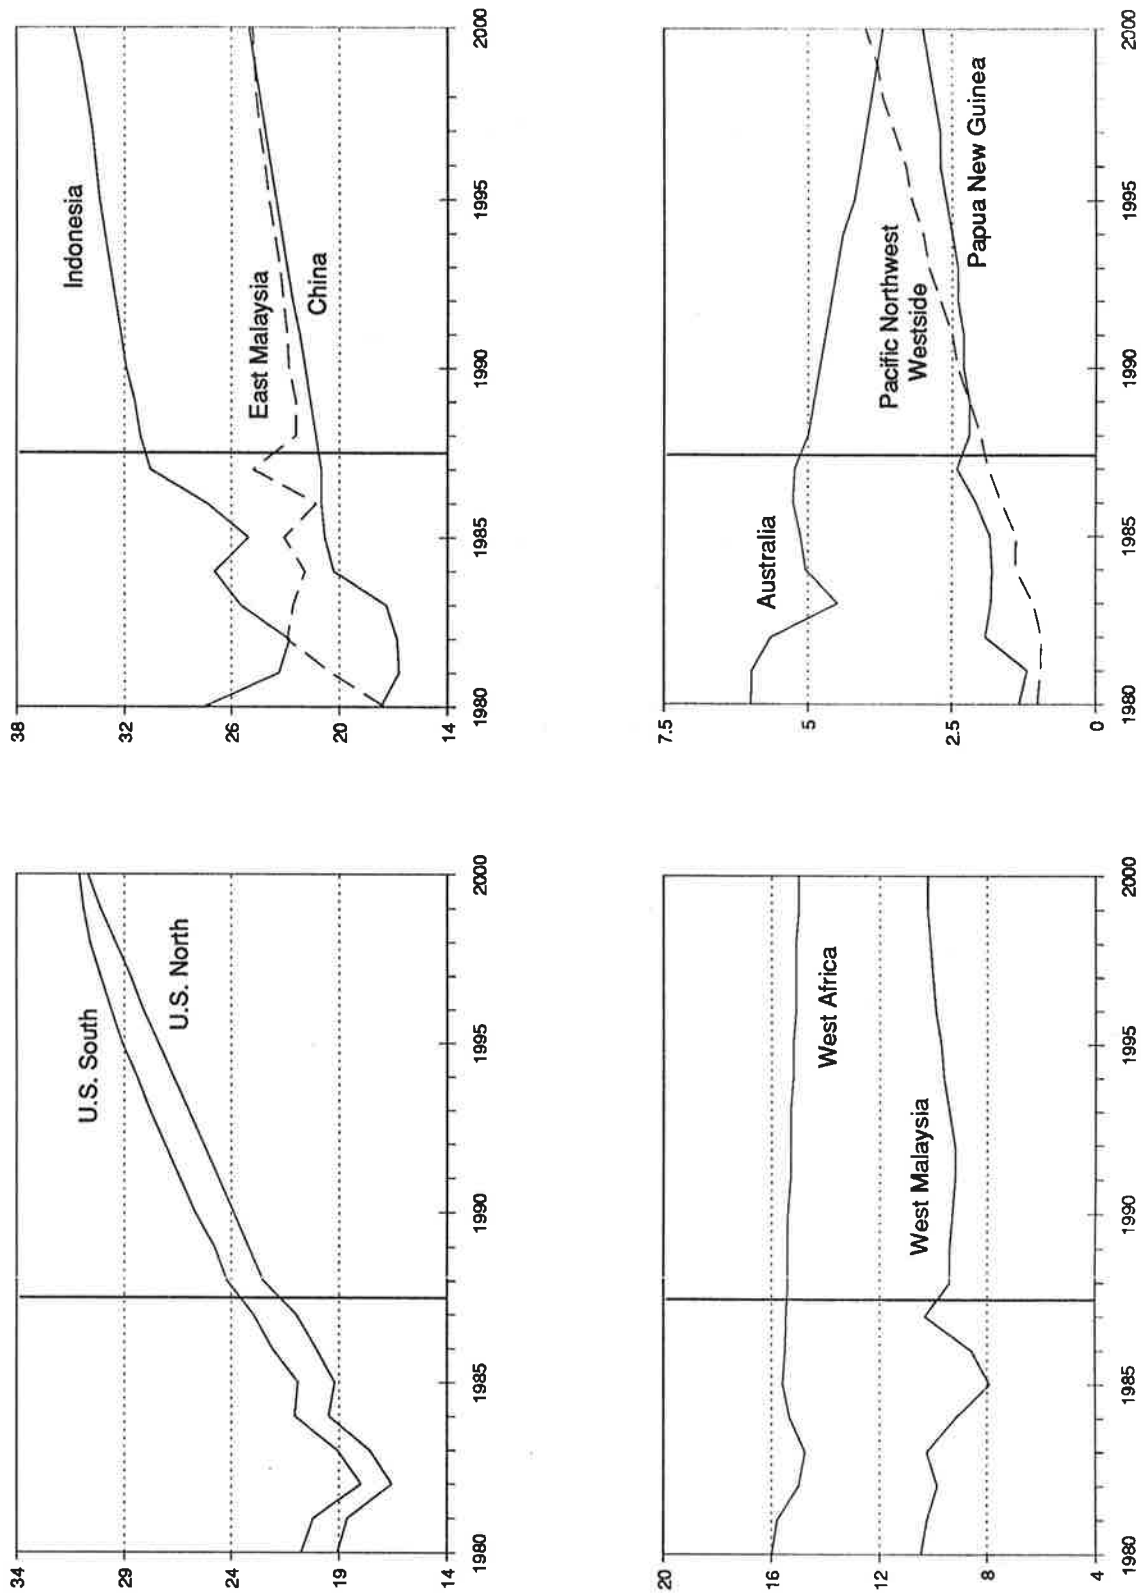 34
U.S. South
29
U.S. North
24
19
14
1980 1985 1990 1995 2000
38
Indonesia
32
26
East Malaysia
China
20
14
1980 1985 1990 1995 2000
20
16
West Africa
12
West Malaysia
8
4
1980 1985 1990 1995 2000
7.5
Australia
5
Pacific Northwest
Westside
2.5
Papua New Guinea
0
1980 1985 1990 1995 2000